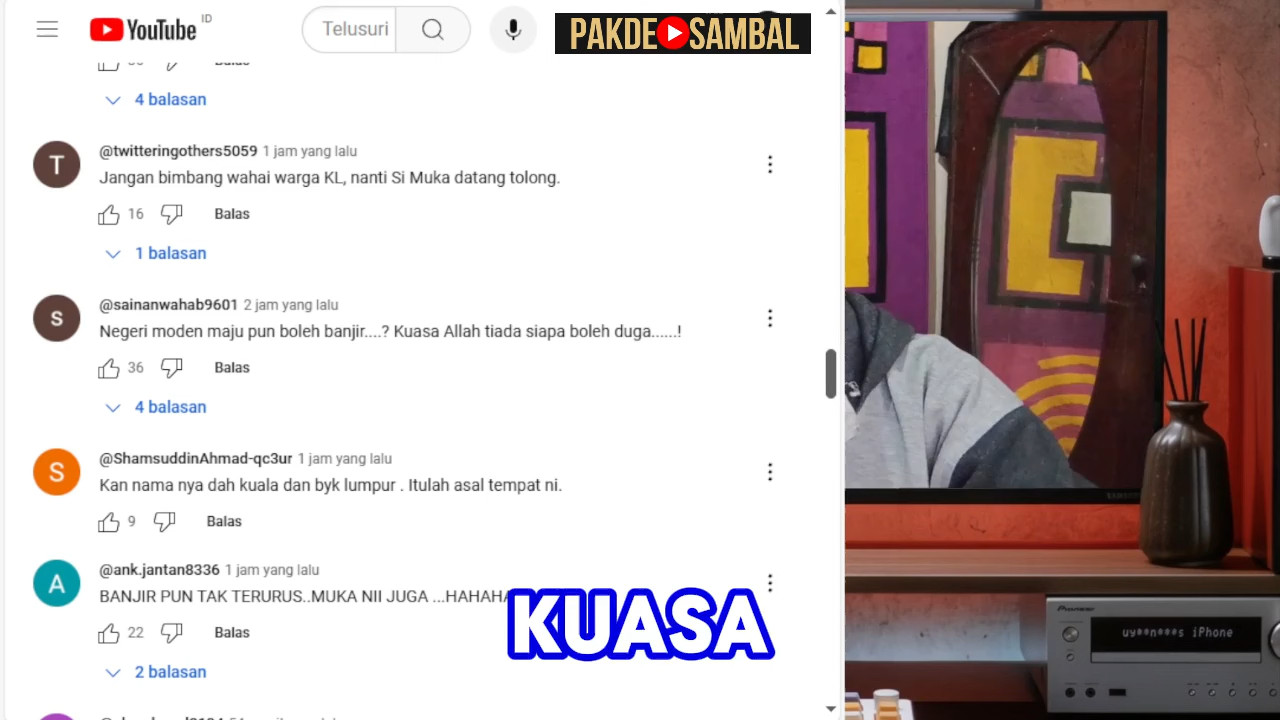 YouTube ID
Telusuri
PAKDE SAMBAL
Balas
4 balasan
T
@twitteringothers5059 1 jam yang lalu
Jangan bimbang wahai warga KL, nanti Si Muka datang tolong.
16 Balas
1 balasan
S
@sainanwahab9601 2 jam yang lalu
Negeri moden maju pun boleh banjir....? Kuasa Allah tiada siapa boleh duga......!
36 Balas
4 balasan
S
@ShamsuddinAhmad-qc3ur 1 jam yang lalu
Kan nama nya dah kuala dan byk lumpur . Itulah asal tempat ni.
9 Balas
A
@ank.jantan8336 1 jam yang lalu
BANJIR PUN TAK TERURUS..MUKA NII JUGA ...HAHAHA
KUASA
22 Balas
2 balasan
Pioneer
iPhone